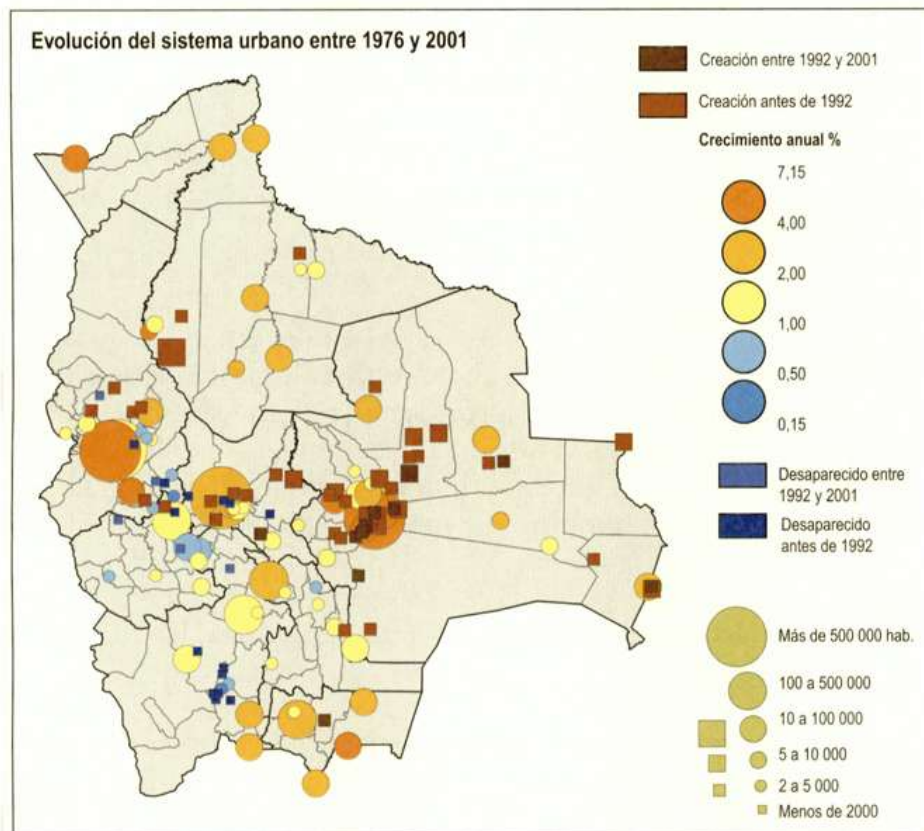 Evolución del sistema urbano entre 1976 y 2001
Creación entre 1992 y 2001
Creación antes de 1992
Crecimiento anual %
7,15
4,00
2,00
1,00
0,50
0,15
Desaparecido entre
1992 y 2001
Desaparecido
antes de 1992
Más de 500 000 hab.
100 a 500 000
10 a 100 000
5 a 10 000
2 a 5 000
Menos de 2000